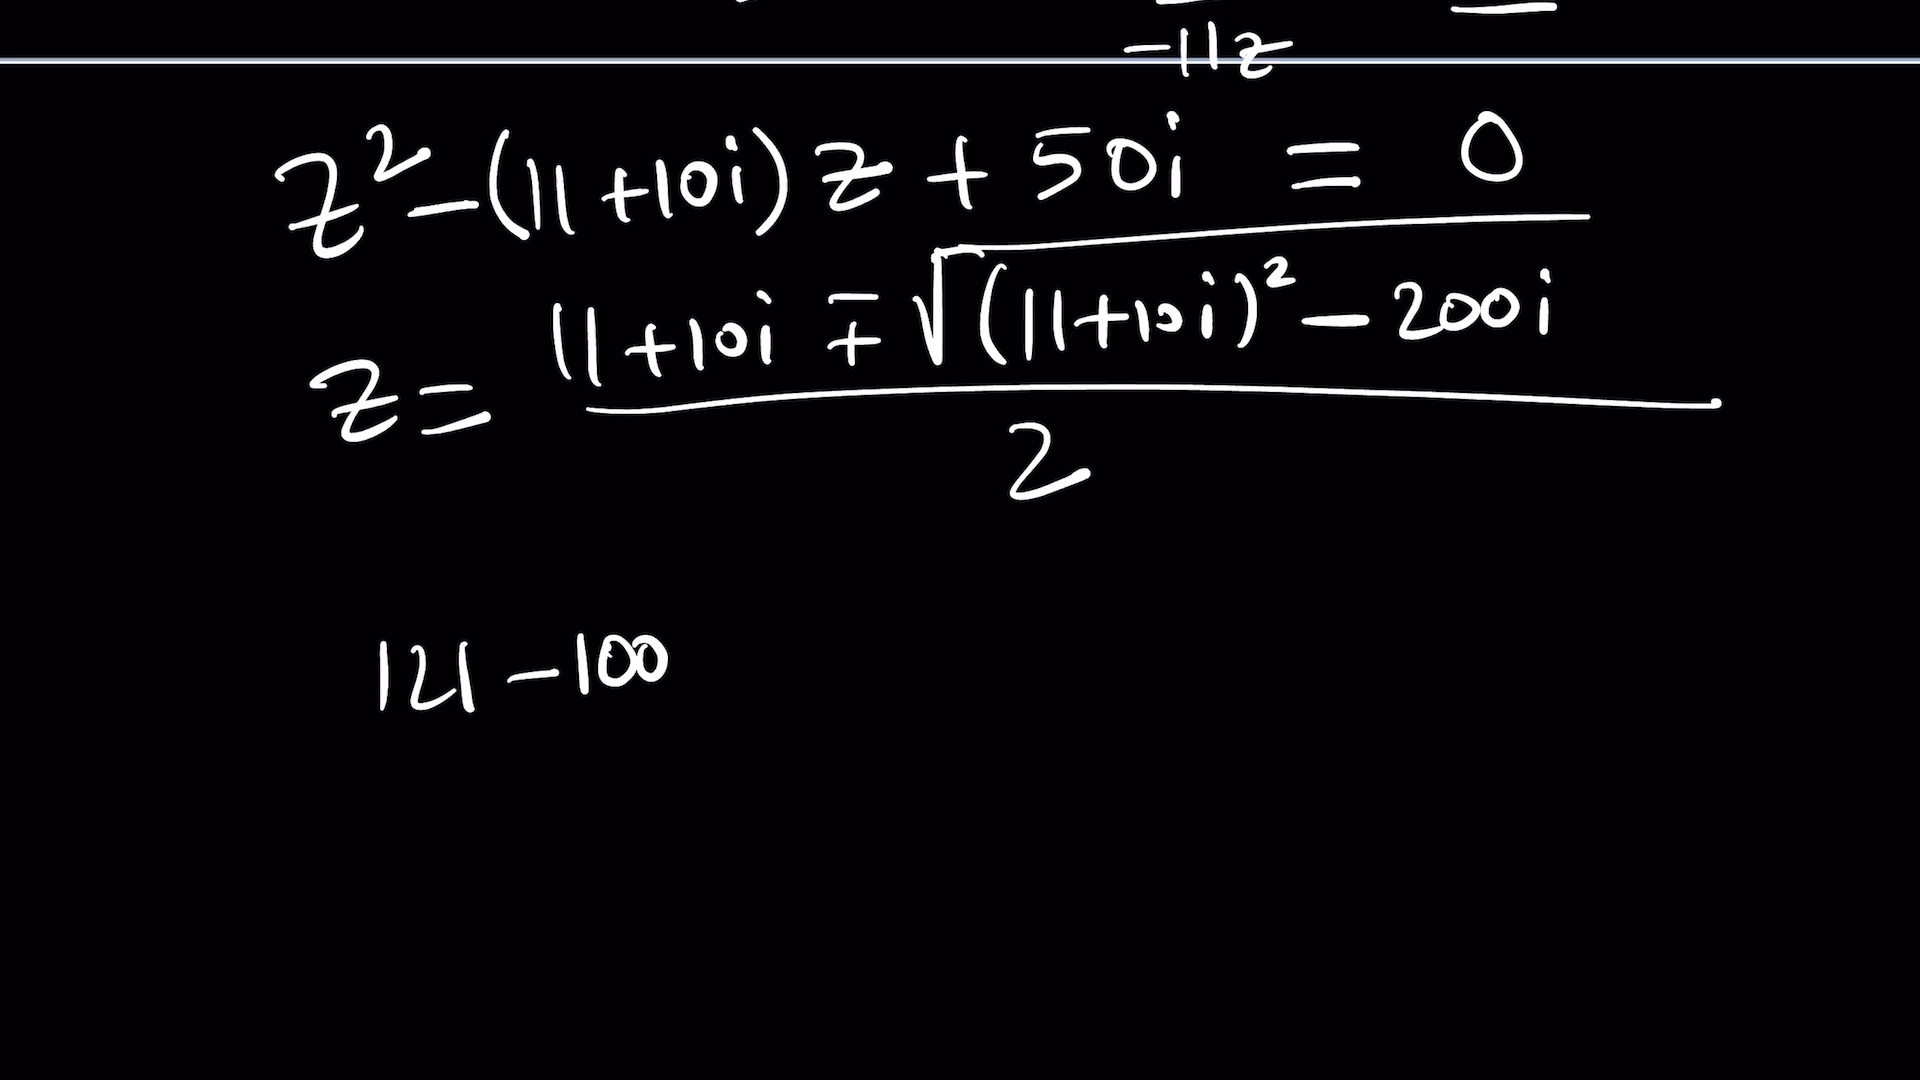 -11z
z² - (11+10i) z + 50i = 0
z = (11+10i ∓ √((11+10i)² - 200i)) / 2
121 - 100